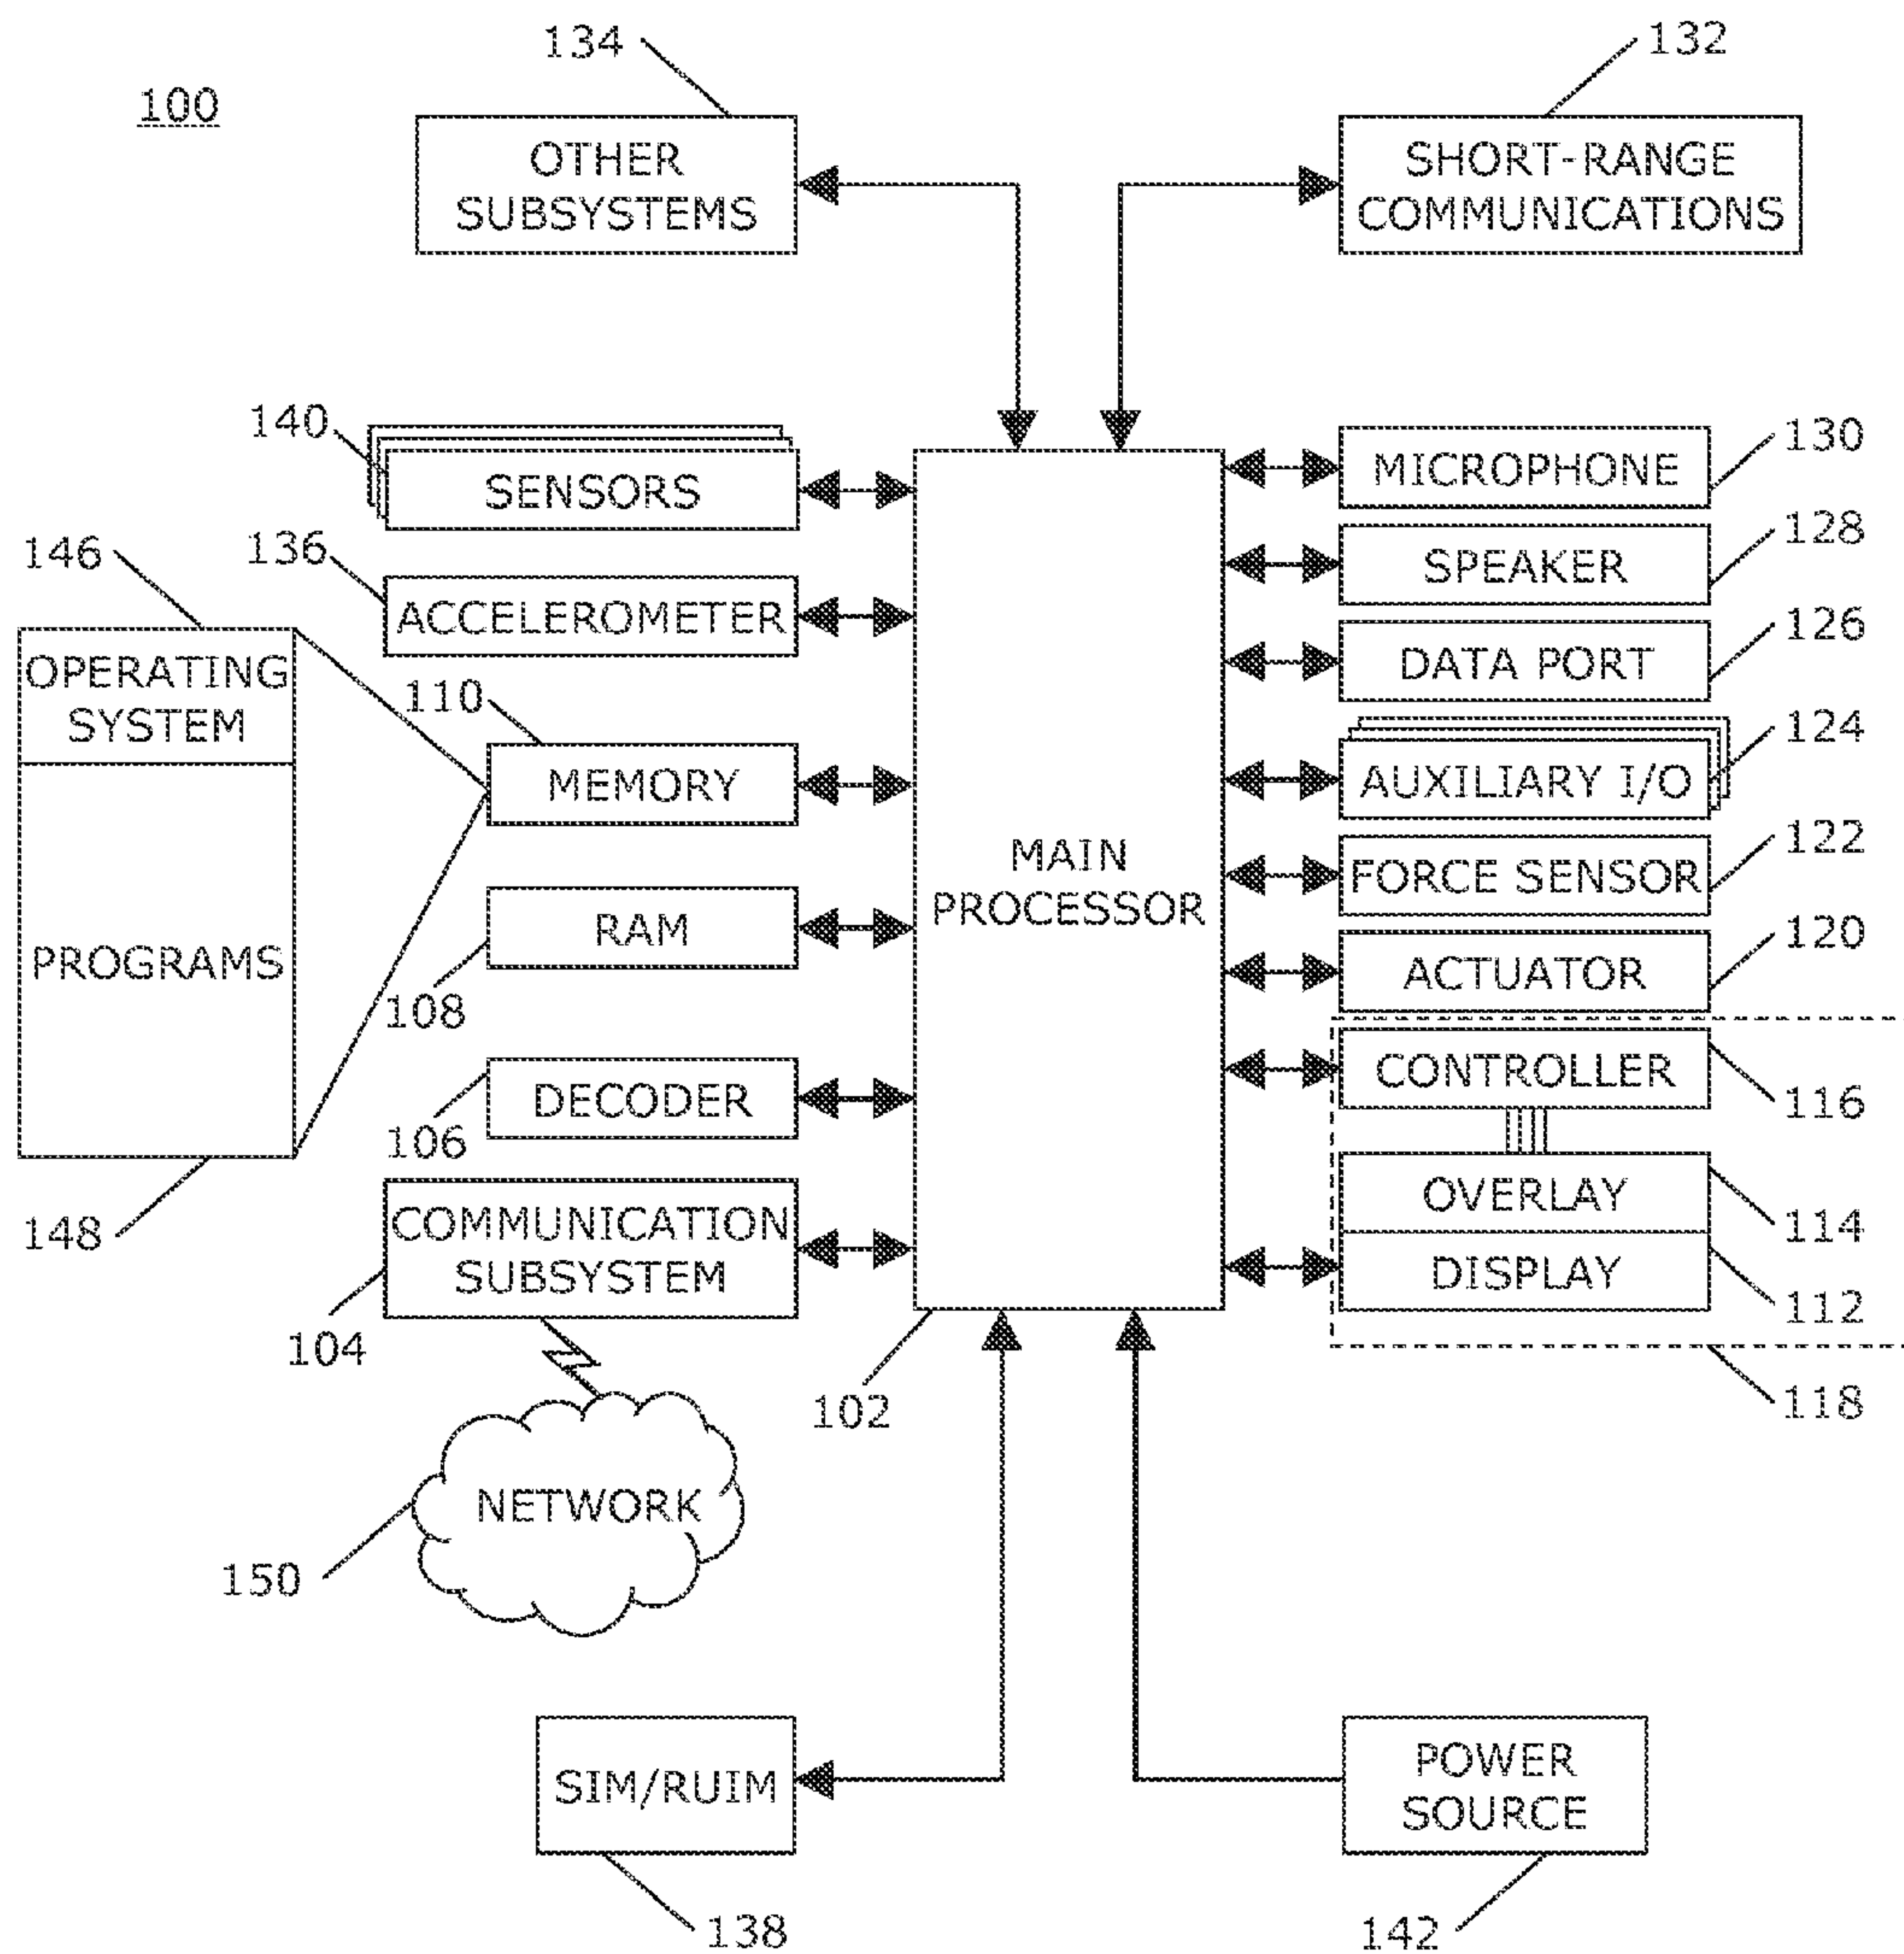 100
134
132
OTHER
SUBSYSTEMS
SHORT-RANGE
COMMUNICATIONS
140
SENSORS
136
ACCELEROMETER
146
OPERATING
SYSTEM
PROGRAMS
148
110
MEMORY
RAM
108
DECODER
106
COMMUNICATION
SUBSYSTEM
104
MAIN
PROCESSOR
102
MICROPHONE
130
SPEAKER
128
DATA PORT
126
AUXILIARY I/O
124
FORCE SENSOR
122
ACTUATOR
120
CONTROLLER
116
OVERLAY
114
DISPLAY
112
118
NETWORK
150
SIM/RUIM
138
POWER
SOURCE
142